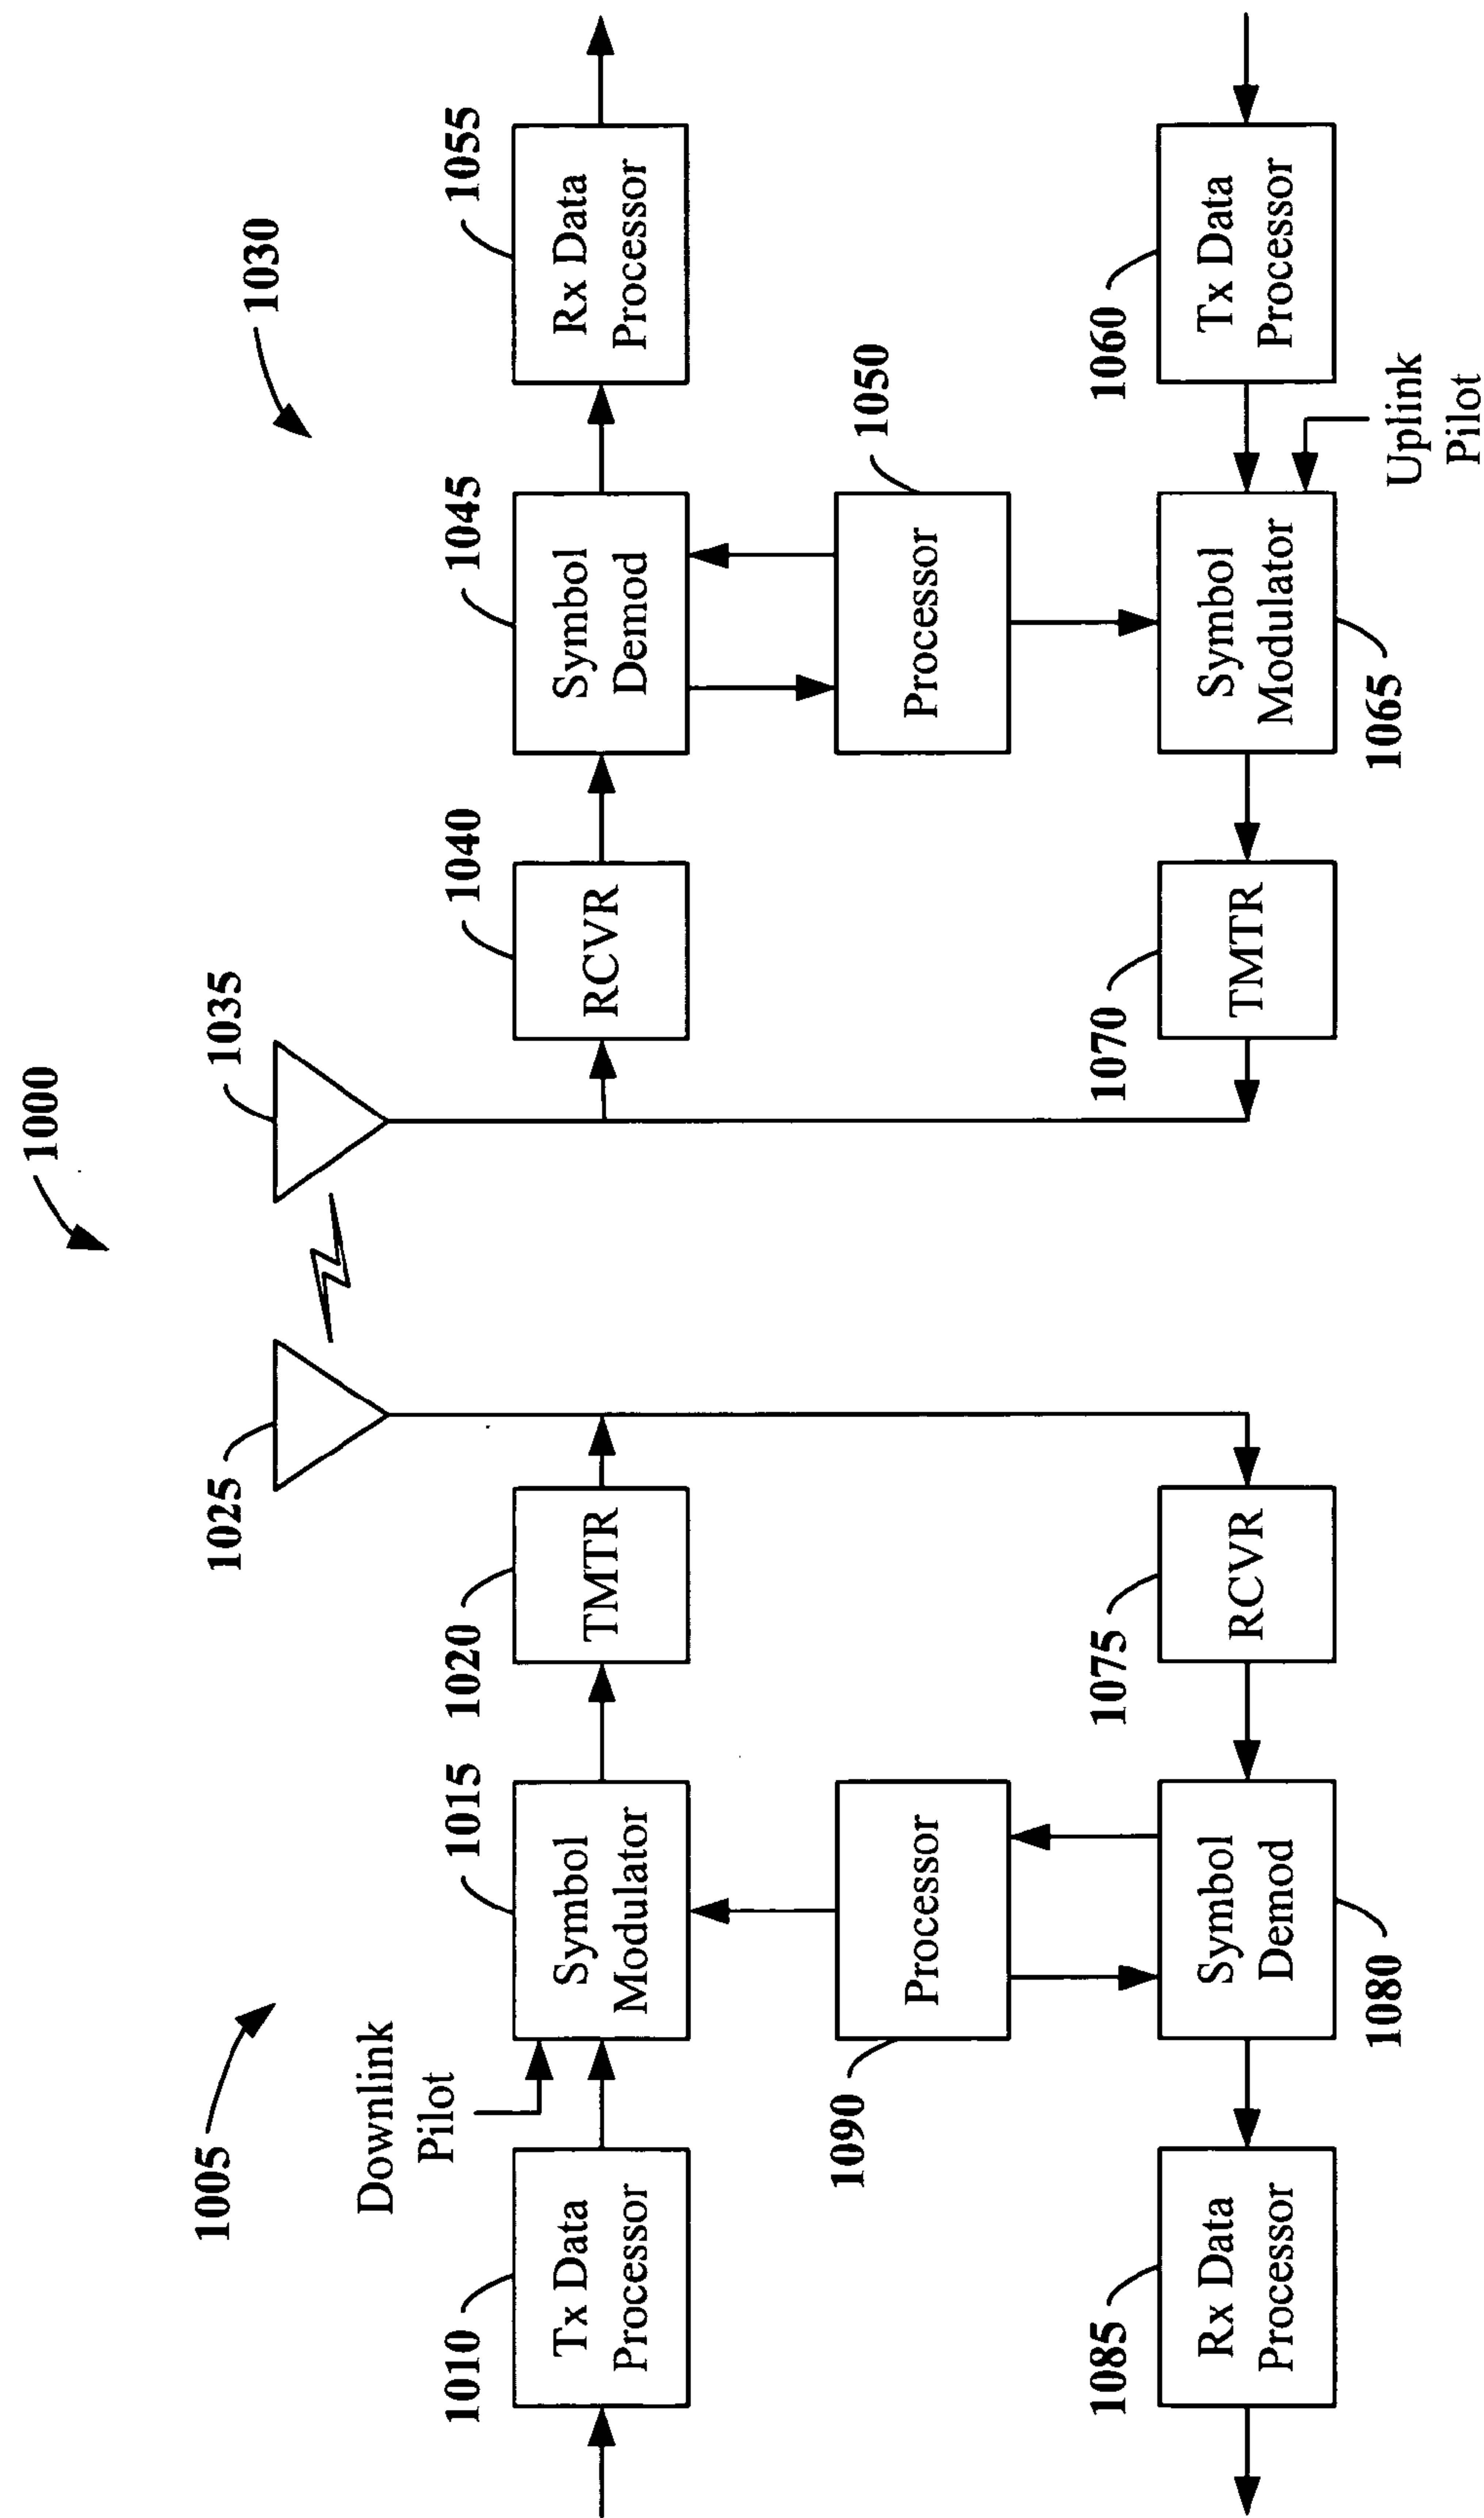 1000
1005
1025
1035
1030
Downlink
Pilot
1010
Tx Data
Processor
1015
Symbol
Modulator
1020
TMTR
1040
RCVR
1045
Symbol
Demod
1055
Rx Data
Processor
1090
Processor
1050
Processor
1085
Rx Data
Processor
1080
Symbol
Demod
1075
RCVR
1070
TMTR
1065
Symbol
Modulator
1060
Tx Data
Processor
Uplink
Pilot